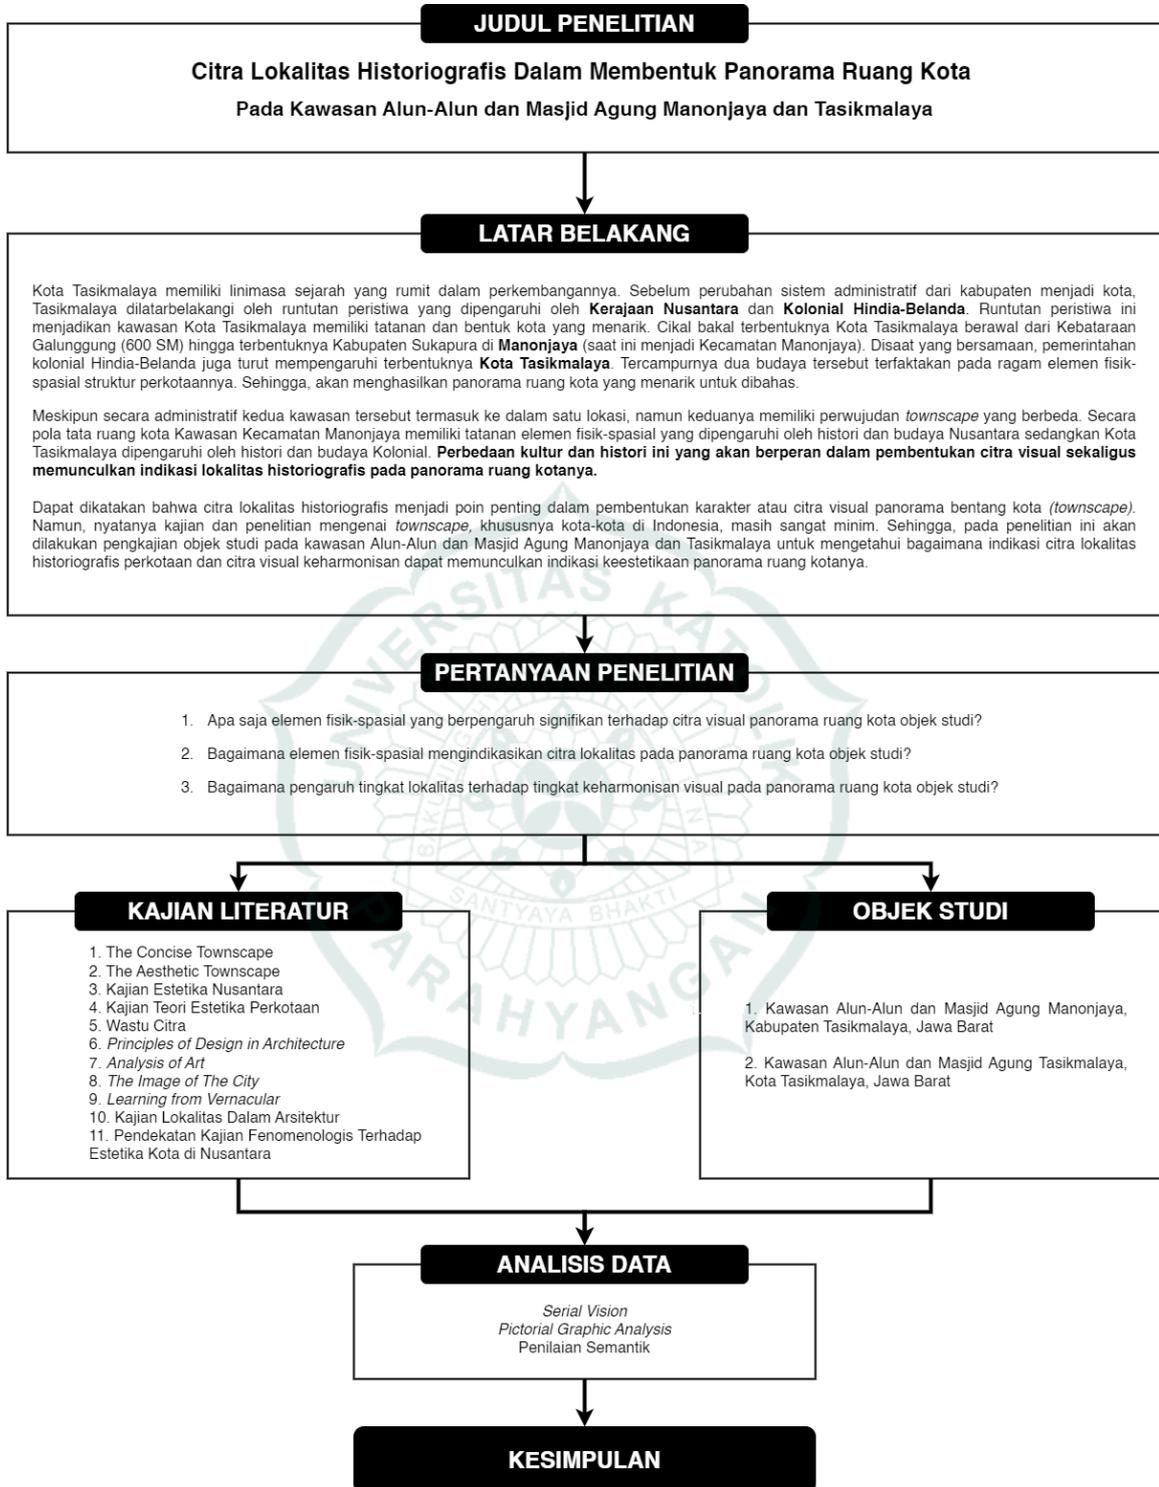 JUDUL PENELITIAN
Citra Lokalitas Historiografis Dalam Membentuk Panorama Ruang Kota
Pada Kawasan Alun-Alun dan Masjid Agung Manonjaya dan Tasikmalaya
LATAR BELAKANG
Kota Tasikmalaya memiliki linimasa sejarah yang rumit dalam perkembangannya. Sebelum perubahan sistem administratif dari kabupaten menjadi kota,
Tasikmalaya dilatarbelakangi oleh runtutan peristiwa yang dipengaruhi oleh Kerajaan Nusantara dan Kolonial Hindia-Belanda. Runtutan peristiwa ini
menjadikan kawasan Kota Tasikmalaya memiliki tatanan dan bentuk kota yang menarik. Cikal bakal terbentuknya Kota Tasikmalaya berawal dari Kebataraan
Galunggung (600 SM) hingga terbentuknya Kabupaten Sukapura di Manonjaya (saat ini menjadi Kecamatan Manonjaya). Disaat yang bersamaan, pemerintahan
kolonial Hindia-Belanda juga turut mempengaruhi terbentuknya Kota Tasikmalaya. Tercampurnya dua budaya tersebut terfaktakan pada ragam elemen fisik-
spasial struktur perkotaannya. Sehingga, akan menghasilkan panorama ruang kota yang menarik untuk dibahas.
Meskipun secara administratif kedua kawasan tersebut termasuk ke dalam satu lokasi, namun keduanya memiliki perwujudan townscape yang berbeda. Secara
pola tata ruang kota Kawasan Kecamatan Manonjaya memiliki tatanan elemen fisik-spasial yang dipengaruhi oleh histori dan budaya Nusantara sedangkan Kota
Tasikmalaya dipengaruhi oleh histori dan budaya Kolonial. Perbedaan kultur dan histori ini yang akan berperan dalam pembentukan citra visual sekaligus
memunculkan indikasi lokalitas historiografis pada panorama ruang kotanya.
Dapat dikatakan bahwa citra lokalitas historiografis menjadi poin penting dalam pembentukan karakter atau citra visual panorama bentang kota (townscape).
Namun, nyatanya kajian dan penelitian mengenai townscape, khususnya kota-kota di Indonesia, masih sangat minim. Sehingga, pada penelitian ini akan
dilakukan pengkajian objek studi pada kawasan Alun-Alun dan Masjid Agung Manonjaya dan Tasikmalaya untuk mengetahui bagaimana indikasi citra lokalitas
historiografis perkotaan dan citra visual keharmonisan dapat memunculkan indikasi keestetikaan panorama ruang kotanya.
PERTANYAAN PENELITIAN
1. Apa saja elemen fisik-spasial yang berpengaruh signifikan terhadap citra visual panorama ruang kota objek studi?
2. Bagaimana elemen fisik-spasial mengindikasikan citra lokalitas pada panorama ruang kota objek studi?
3. Bagaimana pengaruh tingkat lokalitas terhadap tingkat keharmonisan visual pada panorama ruang kota objek studi?
KAJIAN LITERATUR
1. The Concise Townscape
2. The Aesthetic Townscape
3. Kajian Estetika Nusantara
4. Kajian Teori Estetika Perkotaan
5. Wastu Citra
6. Principles of Design in Architecture
7. Analysis of Art
8. The Image of The City
9. Learning from Vernacular
10. Kajian Lokalitas Dalam Arsitektur
11. Pendekatan Kajian Fenomenologis Terhadap
Estetika Kota di Nusantara
OBJEK STUDI
1. Kawasan Alun-Alun dan Masjid Agung Manonjaya,
Kabupaten Tasikmalaya, Jawa Barat
2. Kawasan Alun-Alun dan Masjid Agung Tasikmalaya,
Kota Tasikmalaya, Jawa Barat
ANALISIS DATA
Serial Vision
Pictorial Graphic Analysis
Penilaian Semantik
KESIMPULAN
UNIVERSITAS KATOLIK
PARAHYANGAN
SANTYAYA BHAKTI